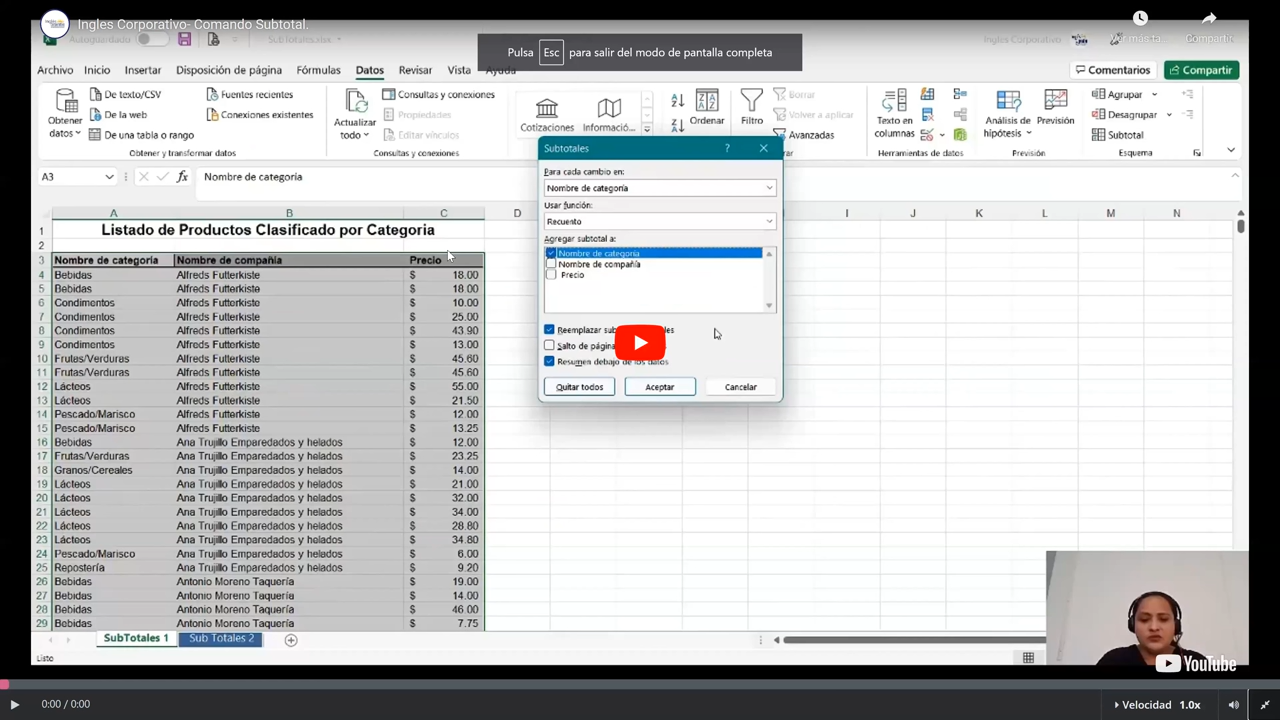 Ingles Corporativo- Comando Subtotal.
Autoguardado
SubTotales.xlsx
Ingles Corporativo
Compartir
Pulsa Esc para salir del modo de pantalla completa
Archivo Inicio Insertar Disposición de página Fórmulas Datos Revisar Vista Ayuda
Comentarios Compartir
Obtener datos
De texto/CSV
De la web
De una tabla o rango
Fuentes recientes
Conexiones existentes
Obtener y transformar datos
Actualizar todo
Consultas y conexiones
Propiedades
Editar vínculos
Consultas y conexiones
Cotizaciones
Informació...
Ordenar
Filtro
Borrar
Volver a aplicar
Avanzadas
Texto en columnas
Herramientas de datos
Análisis de hipótesis
Previsión
Previsión
Agrupar
Desagrupar
Subtotal
Esquema
A3
fx
Nombre de categoría
A B C D I J K L M N
1 Listado de Productos Clasificado por Categoria
2
3 Nombre de categoría Nombre de compañía Precio
4 Bebidas Alfreds Futterkiste $ 18.00
5 Bebidas Alfreds Futterkiste $ 18.00
6 Condimentos Alfreds Futterkiste $ 10.00
7 Condimentos Alfreds Futterkiste $ 25.00
8 Condimentos Alfreds Futterkiste $ 43.90
9 Condimentos Alfreds Futterkiste $ 13.00
10 Frutas/Verduras Alfreds Futterkiste $ 45.60
11 Frutas/Verduras Alfreds Futterkiste $ 45.60
12 Lácteos Alfreds Futterkiste $ 55.00
13 Lácteos Alfreds Futterkiste $ 21.50
14 Pescado/Marisco Alfreds Futterkiste $ 12.00
15 Pescado/Marisco Alfreds Futterkiste $ 13.25
16 Bebidas Ana Trujillo Emparedados y helados $ 12.00
17 Frutas/Verduras Ana Trujillo Emparedados y helados $ 23.25
18 Granos/Cereales Ana Trujillo Emparedados y helados $ 14.00
19 Lácteos Ana Trujillo Emparedados y helados $ 21.00
20 Lácteos Ana Trujillo Emparedados y helados $ 32.00
21 Lácteos Ana Trujillo Emparedados y helados $ 34.00
22 Lácteos Ana Trujillo Emparedados y helados $ 28.80
23 Lácteos Ana Trujillo Emparedados y helados $ 34.80
24 Pescado/Marisco Ana Trujillo Emparedados y helados $ 6.00
25 Repostería Ana Trujillo Emparedados y helados $ 9.20
26 Bebidas Antonio Moreno Taquería $ 19.00
27 Bebidas Antonio Moreno Taquería $ 14.00
28 Bebidas Antonio Moreno Taquería $ 46.00
29 Bebidas Antonio Moreno Taquería $ 7.75
Subtotales ?
Para cada cambio en:
Nombre de categoría
Usar función:
Recuento
Agregar subtotal a:
Nombre de categoría
Nombre de compañía
Precio
Reemplazar
Salto de página
Resumen debajo de los datos
Quitar todos Aceptar Cancelar
SubTotales 1 Sub Totales 2
Listo
YouTube
0:00 / 0:00
Velocidad 1.0x